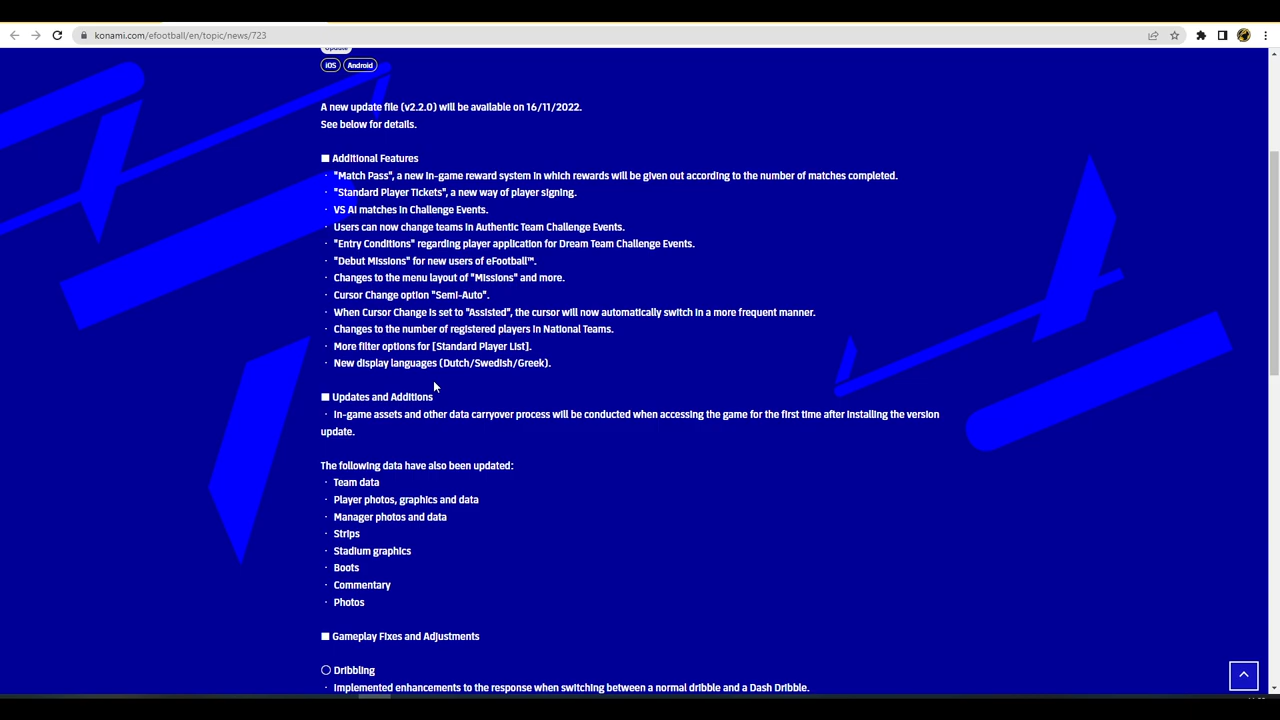 konami.com/efootball/en/topic/news/723
Update
iOS Android
A new update file (v2.2.0) will be available on 16/11/2022.
See below for details.
■ Additional Features
・ "Match Pass", a new in-game reward system in which rewards will be given out according to the number of matches completed.
・ "Standard Player Tickets", a new way of player signing.
・ VS AI matches in Challenge Events.
・ Users can now change teams in Authentic Team Challenge Events.
・ "Entry Conditions" regarding player application for Dream Team Challenge Events.
・ "Debut Missions" for new users of eFootball™.
・ Changes to the menu layout of "Missions" and more.
・ Cursor Change option "Semi-Auto".
・ When Cursor Change is set to "Assisted", the cursor will now automatically switch in a more frequent manner.
・ Changes to the number of registered players in National Teams.
・ More filter options for [Standard Player List].
・ New display languages (Dutch/Swedish/Greek).
■ Updates and Additions
・ In-game assets and other data carryover process will be conducted when accessing the game for the first time after installing the version
update.
The following data have also been updated:
・ Team data
・ Player photos, graphics and data
・ Manager photos and data
・ Strips
・ Stadium graphics
・ Boots
・ Commentary
・ Photos
■ Gameplay Fixes and Adjustments
○ Dribbling
・ Implemented enhancements to the response when switching between a normal dribble and a Dash Dribble.